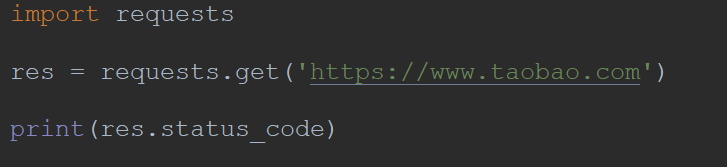 import requests
res = requests.get('https://www.taobao.com')
print(res.status_code)